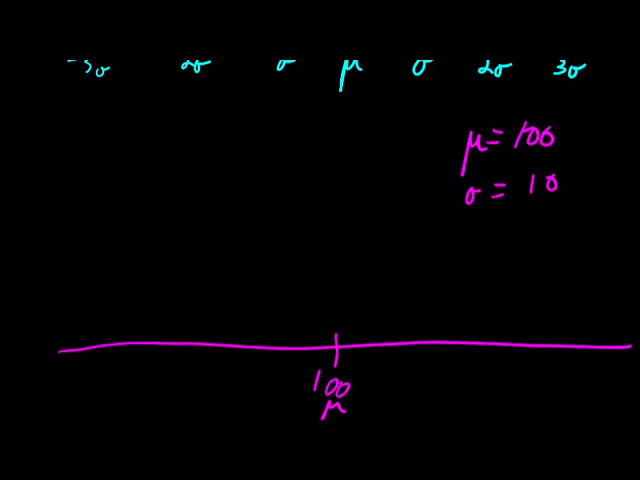 -3σ 2σ σ μ σ 2σ 3σ
μ = 100
σ = 10
100
μ